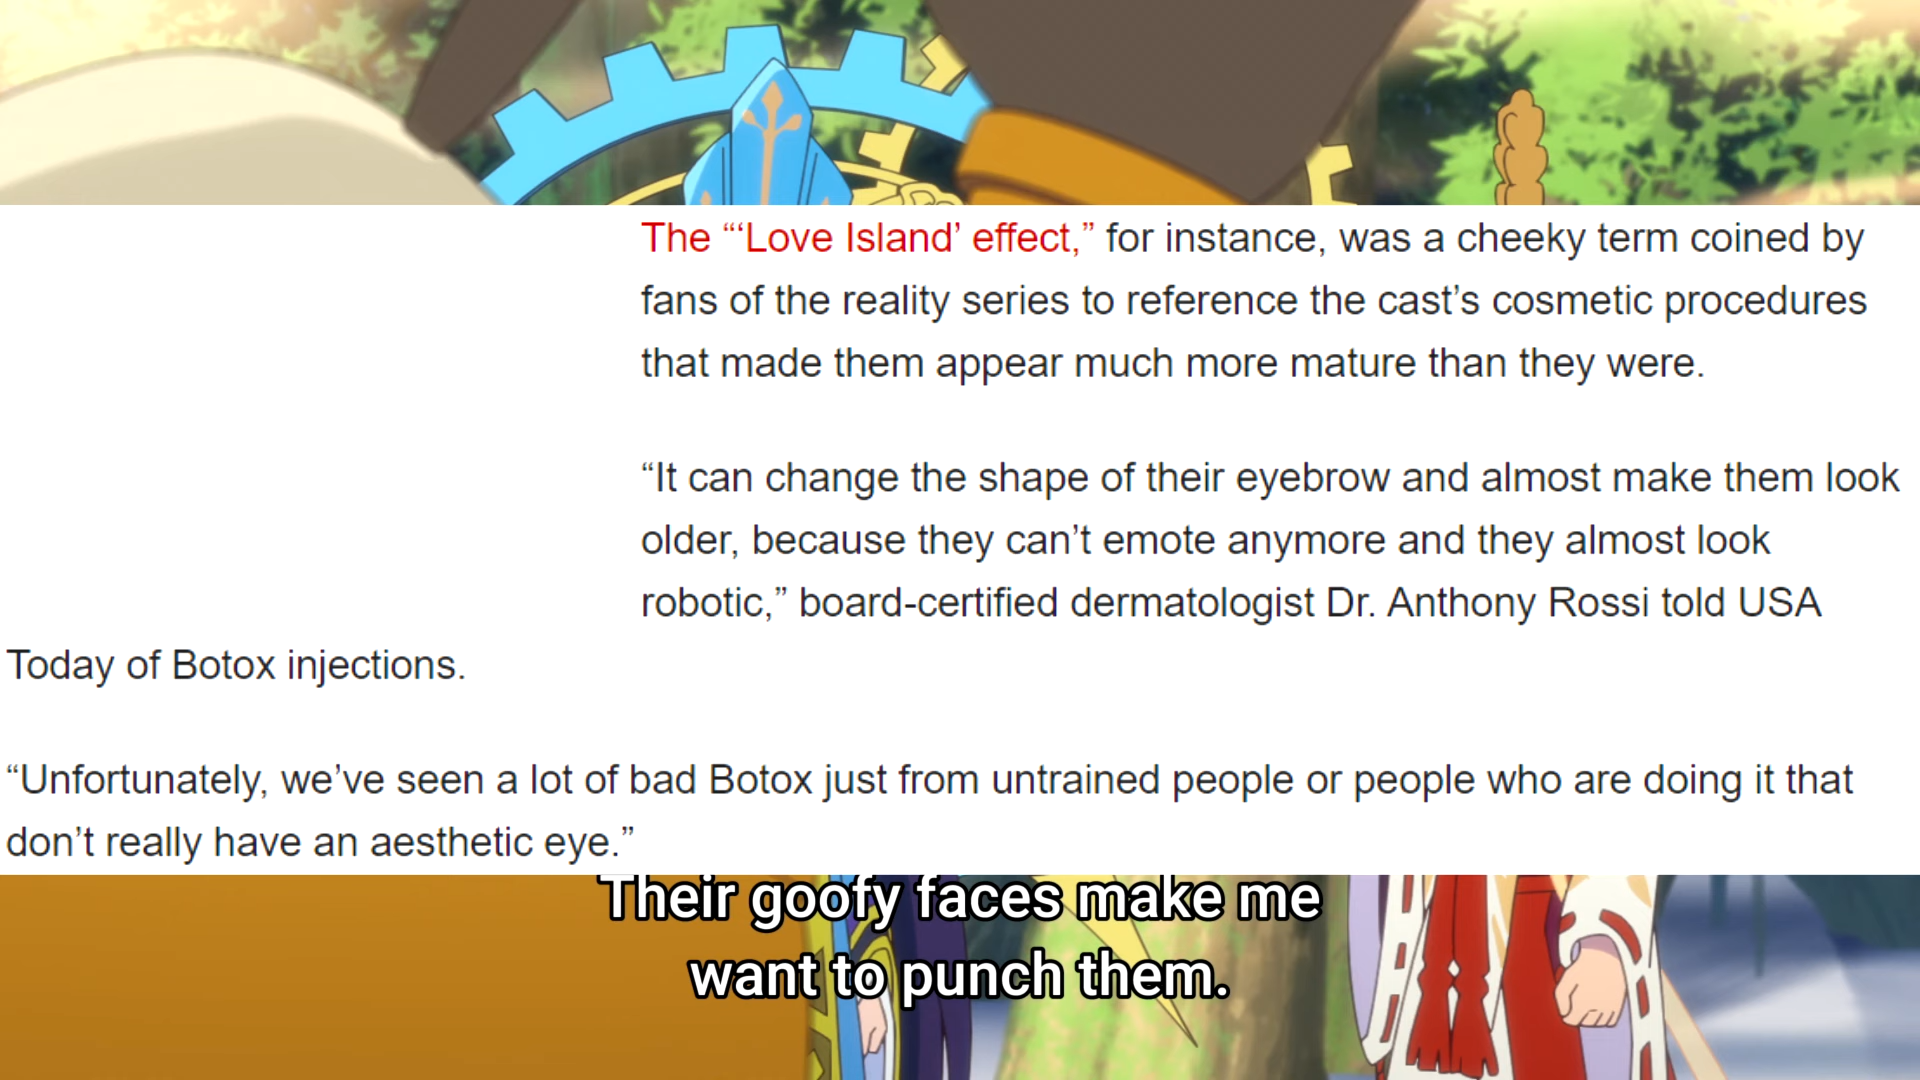 The “‘Love Island’ effect,” for instance, was a cheeky term coined by
fans of the reality series to reference the cast’s cosmetic procedures
that made them appear much more mature than they were.
“It can change the shape of their eyebrow and almost make them look
older, because they can’t emote anymore and they almost look
robotic,” board-certified dermatologist Dr. Anthony Rossi told USA
Today of Botox injections.
“Unfortunately, we’ve seen a lot of bad Botox just from untrained people or people who are doing it that
don’t really have an aesthetic eye.”
Their goofy faces make me
want to punch them.